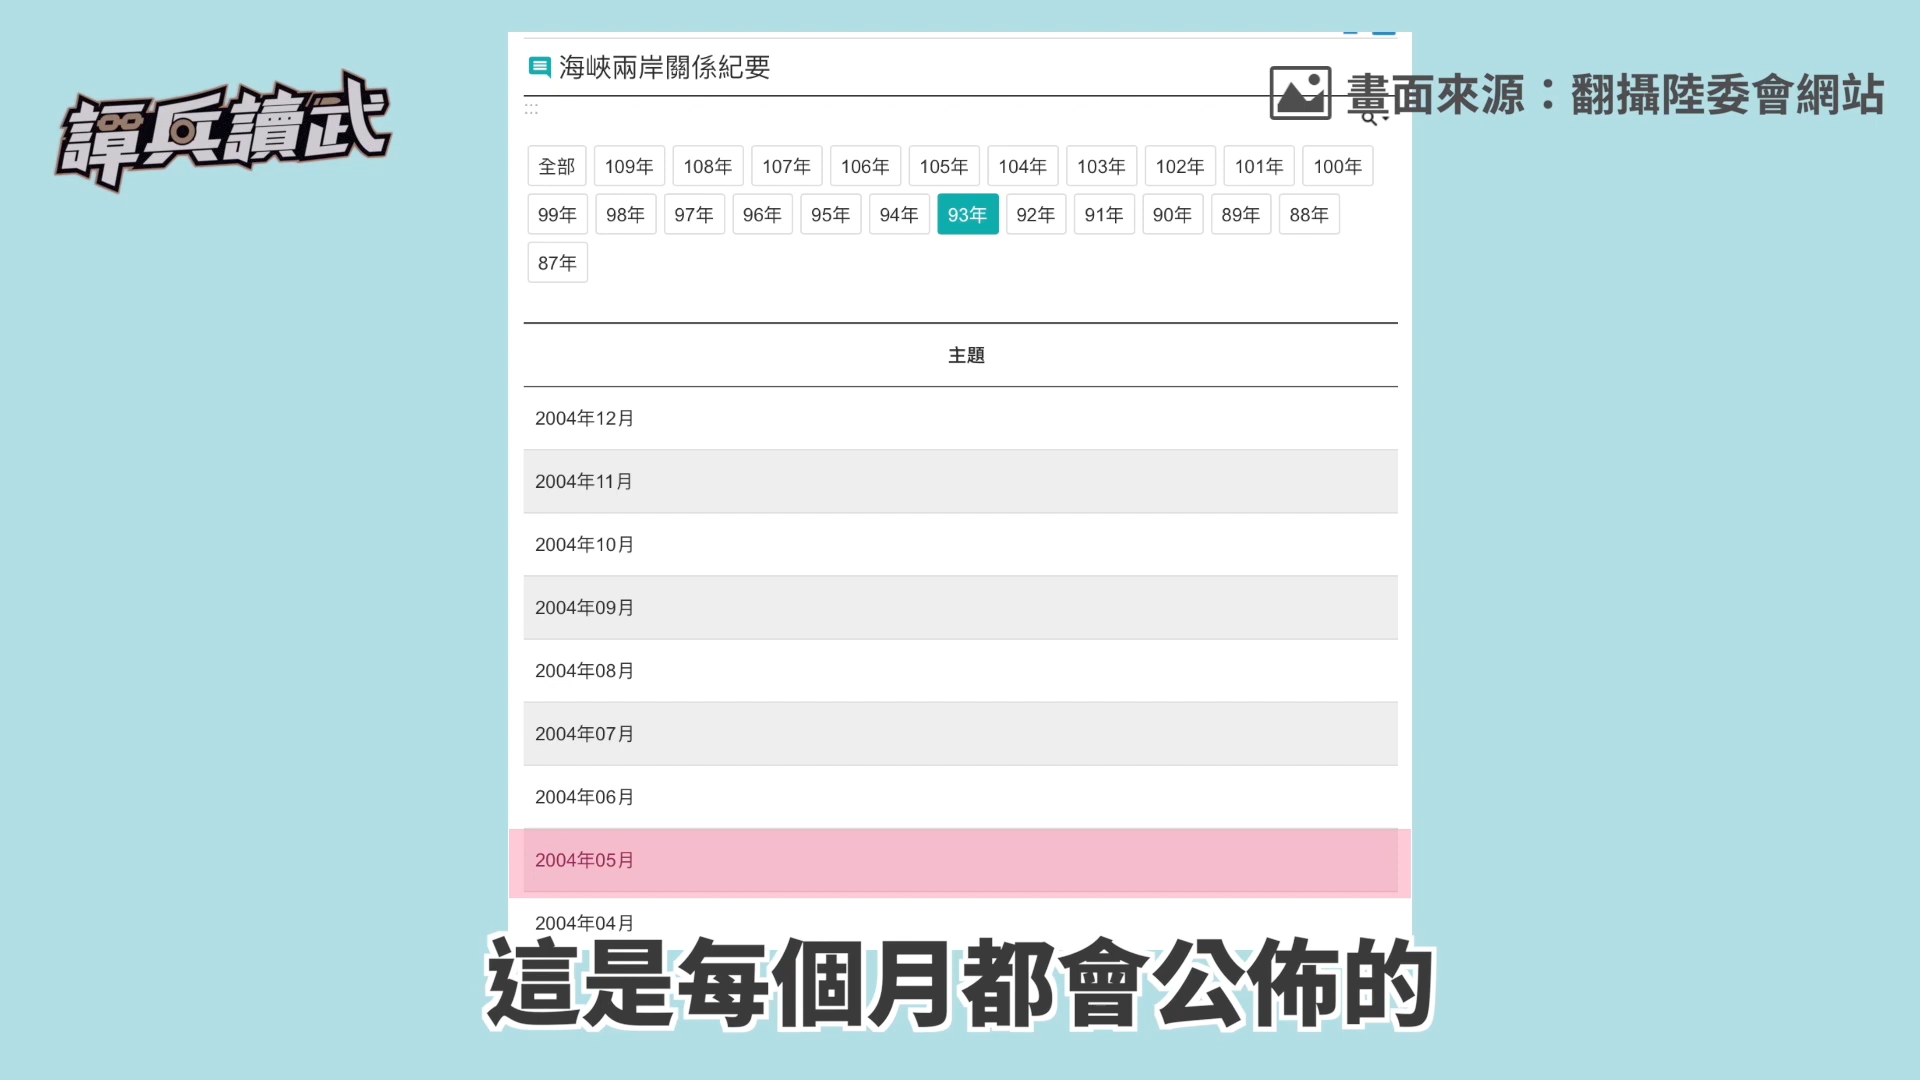 譚兵讀武
海峽兩岸關係紀要
畫面來源：翻攝陸委會網站
全部 109年 108年 107年 106年 105年 104年 103年 102年 101年 100年
99年 98年 97年 96年 95年 94年 93年 92年 91年 90年 89年 88年
87年
主題
2004年12月
2004年11月
2004年10月
2004年09月
2004年08月
2004年07月
2004年06月
2004年05月
2004年04月
這是每個月都會公佈的